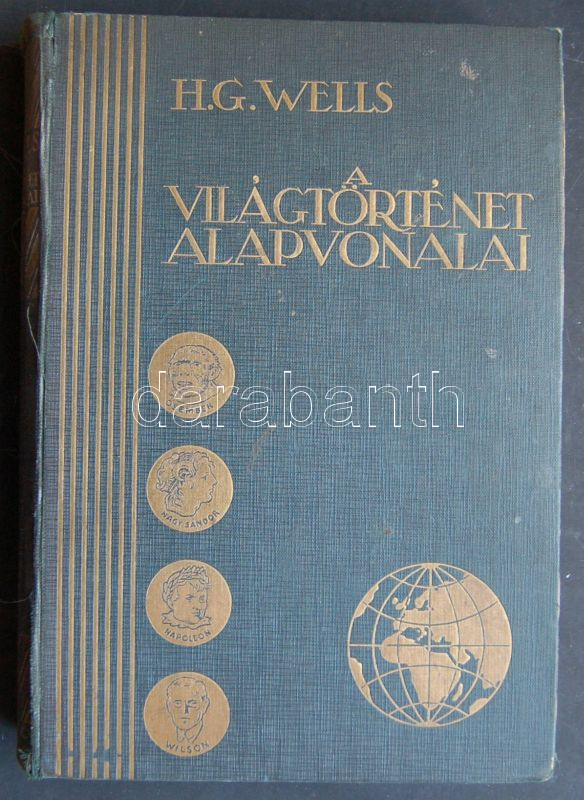 H.G. WELLS
A
VILÁGTÖRTÉNET
ALAPVONALAI
darabanth
NAGY SÁNDOR
NAPOLEON
WILSON